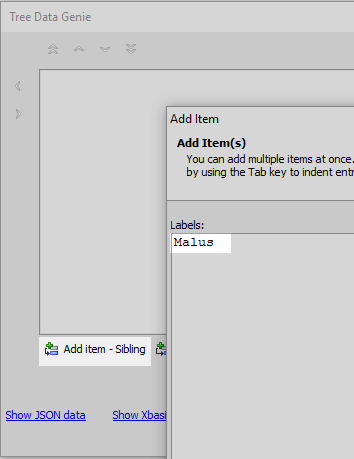 Tree Data Genie
Add Item
Add Item(s)
You can add multiple items at once.
by using the Tab key to indent entr
Labels:
Malus
Add item - Sibling
Show JSON data
Show Xbasi